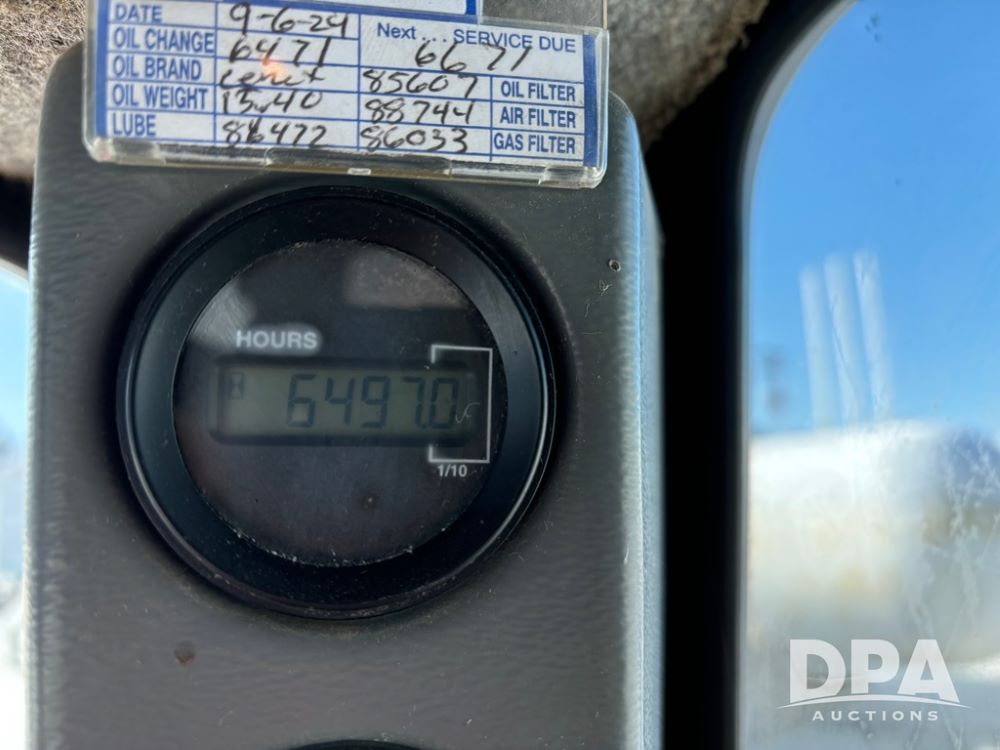 DATE 9-6-24 Next .... SERVICE DUE
OIL CHANGE 6471 6671
OIL BRAND 85607 OIL FILTER
OIL WEIGHT 15w40 88744 AIR FILTER
LUBE 86472 86033 GAS FILTER
HOURS
6497.0
1/10
DPA
AUCTIONS